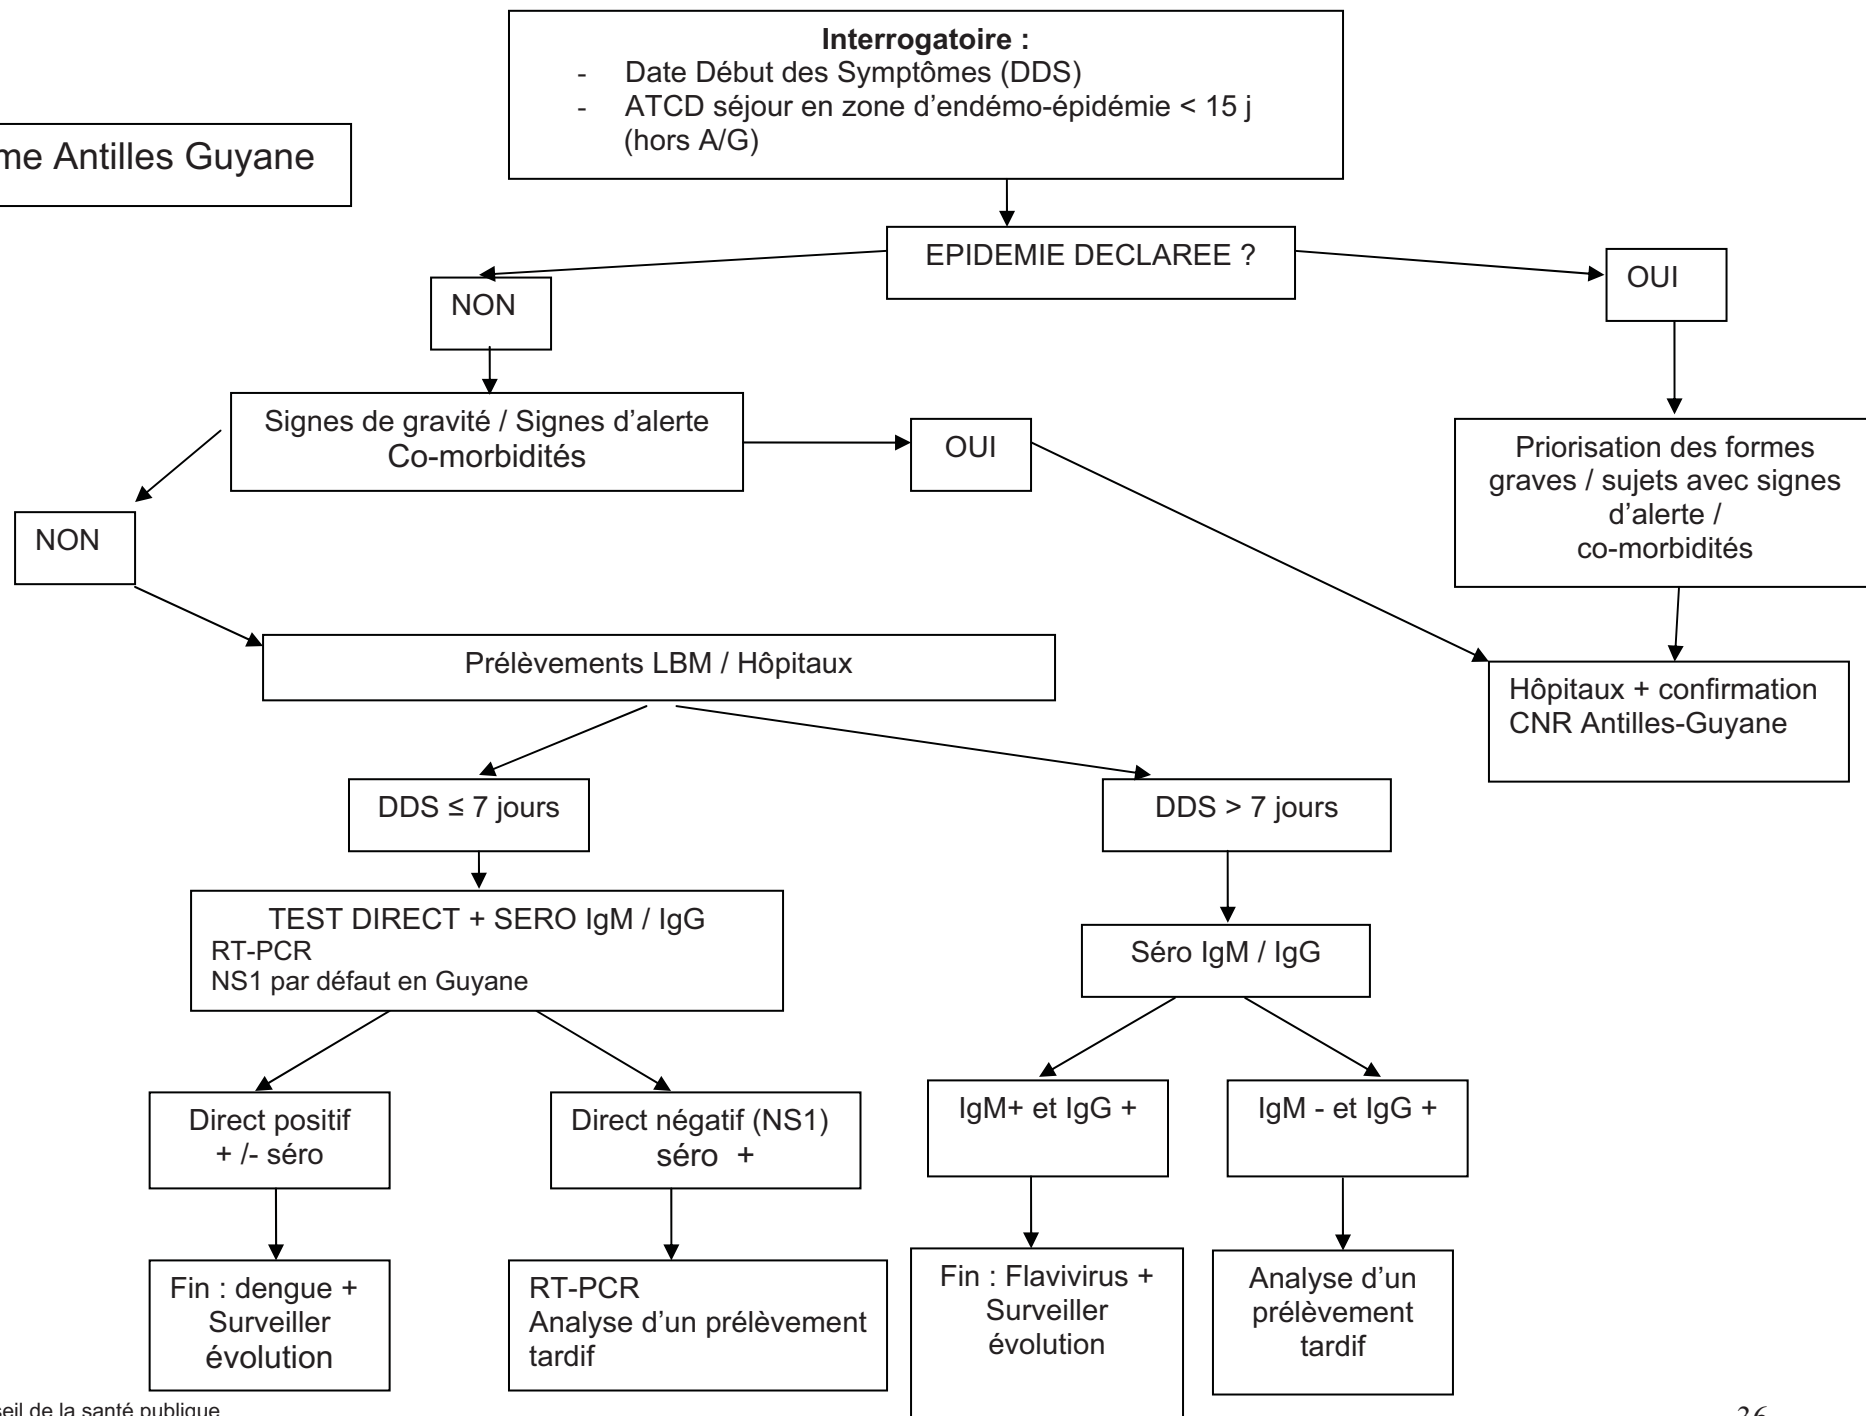 Interrogatoire :
- Date Début des Symptômes (DDS)
- ATCD séjour en zone d'endémo-épidémie < 15 j
(hors A/G)
me Antilles Guyane
EPIDEMIE DECLAREE ?
NON
OUI
Signes de gravité / Signes d'alerte
Co-morbidités
OUI
Priorisation des formes
graves / sujets avec signes
d'alerte /
co-morbidités
NON
Prélèvements LBM / Hôpitaux
Hôpitaux + confirmation
CNR Antilles-Guyane
DDS ≤ 7 jours
DDS > 7 jours
TEST DIRECT + SERO IgM / IgG
RT-PCR
NS1 par défaut en Guyane
Séro IgM / IgG
Direct positif
+ /- séro
Direct négatif (NS1)
séro +
IgM+ et IgG +
IgM - et IgG +
Fin : dengue +
Surveiller
évolution
RT-PCR
Analyse d'un prélèvement
tardif
Fin : Flavivirus +
Surveiller
évolution
Analyse d'un
prélèvement
tardif
seil de la santé publique
26